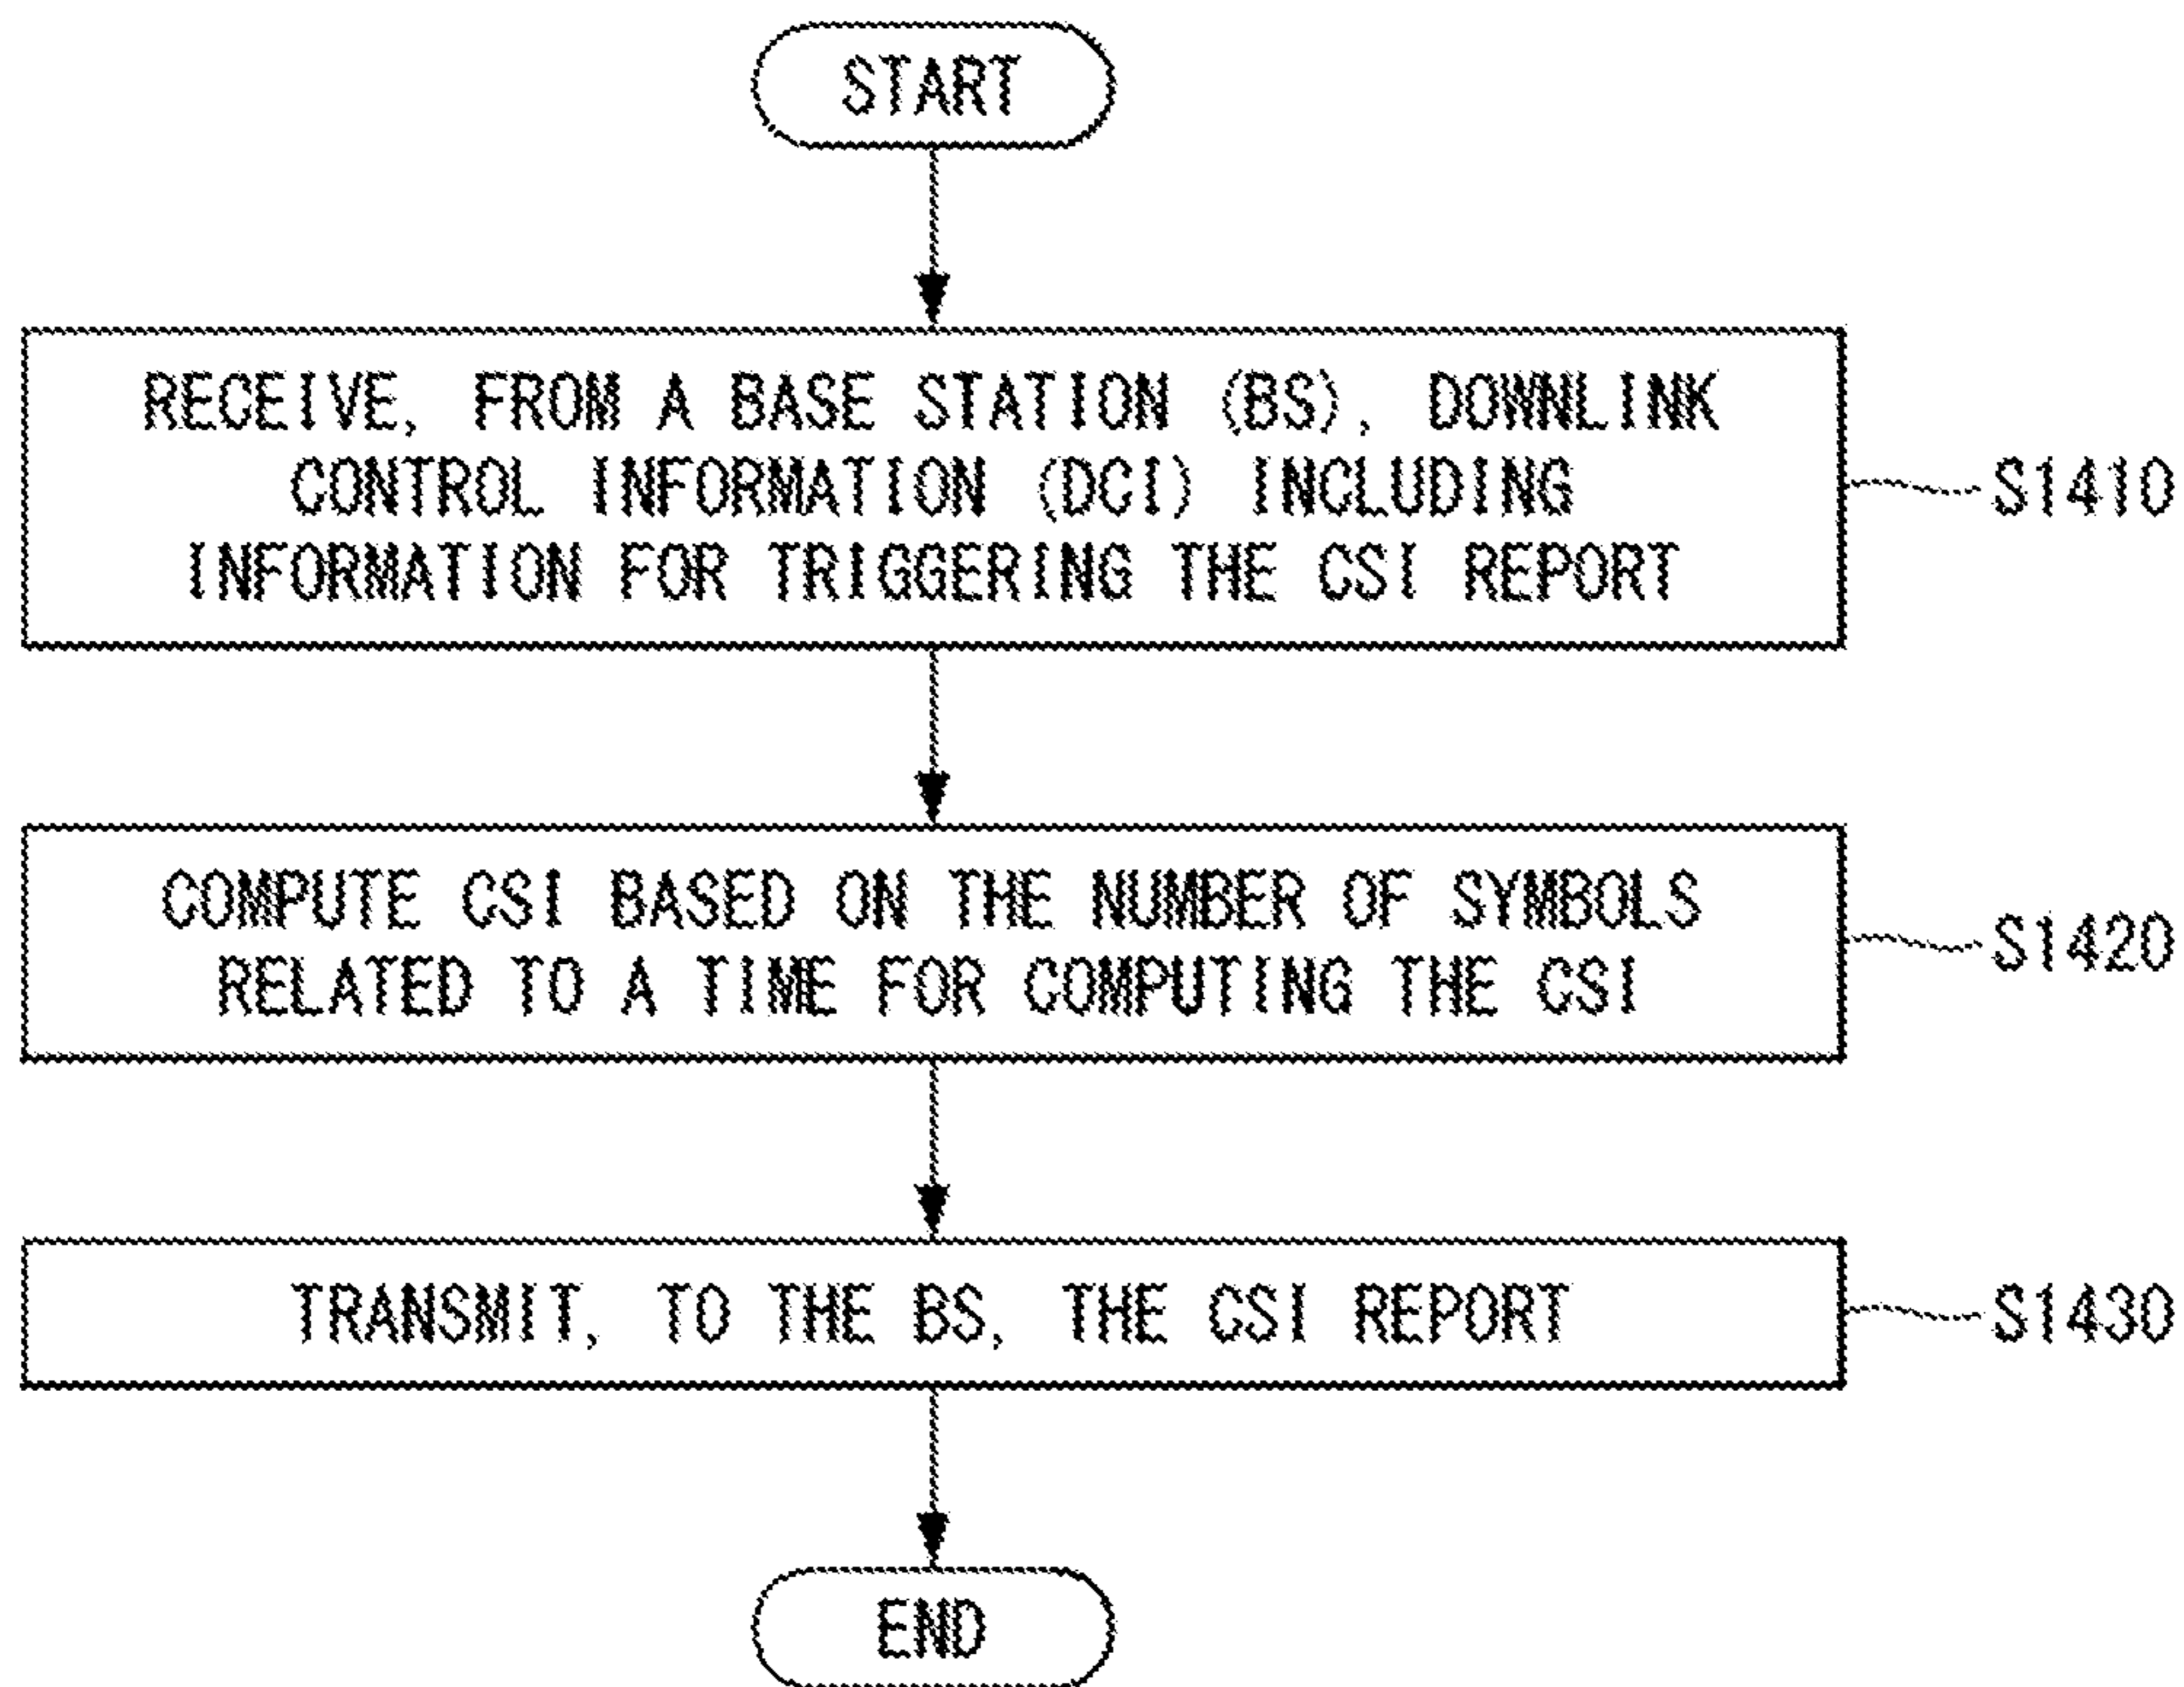 START
RECEIVE, FROM A BASE STATION (BS), DOWNLINK
CONTROL INFORMATION (DCI) INCLUDING
INFORMATION FOR TRIGGERING THE CSI REPORT
S1410
COMPUTE CSI BASED ON THE NUMBER OF SYMBOLS
RELATED TO A TIME FOR COMPUTING THE CSI
S1420
TRANSMIT, TO THE BS, THE CSI REPORT
S1430
END